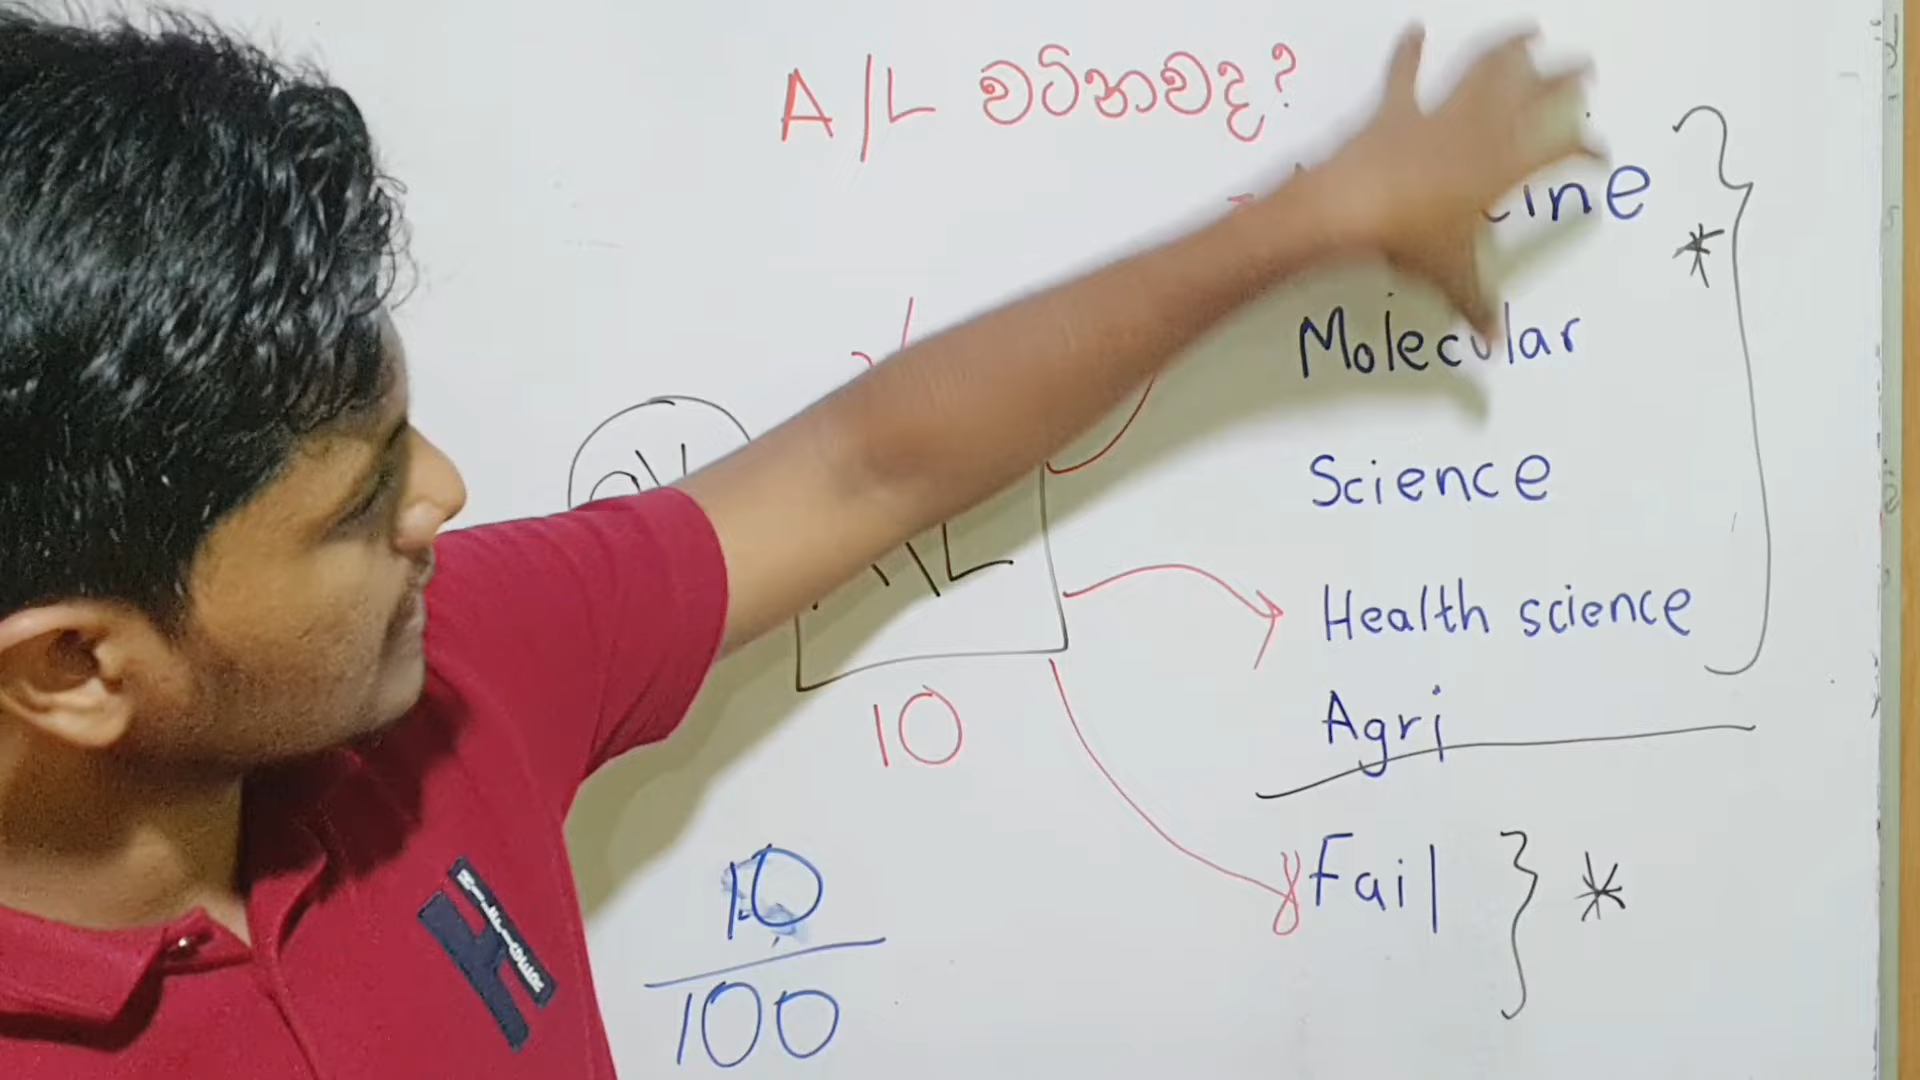 A/L වටිනවද?
Molecular
Science
Health science
Agri
Fail
10
10
100